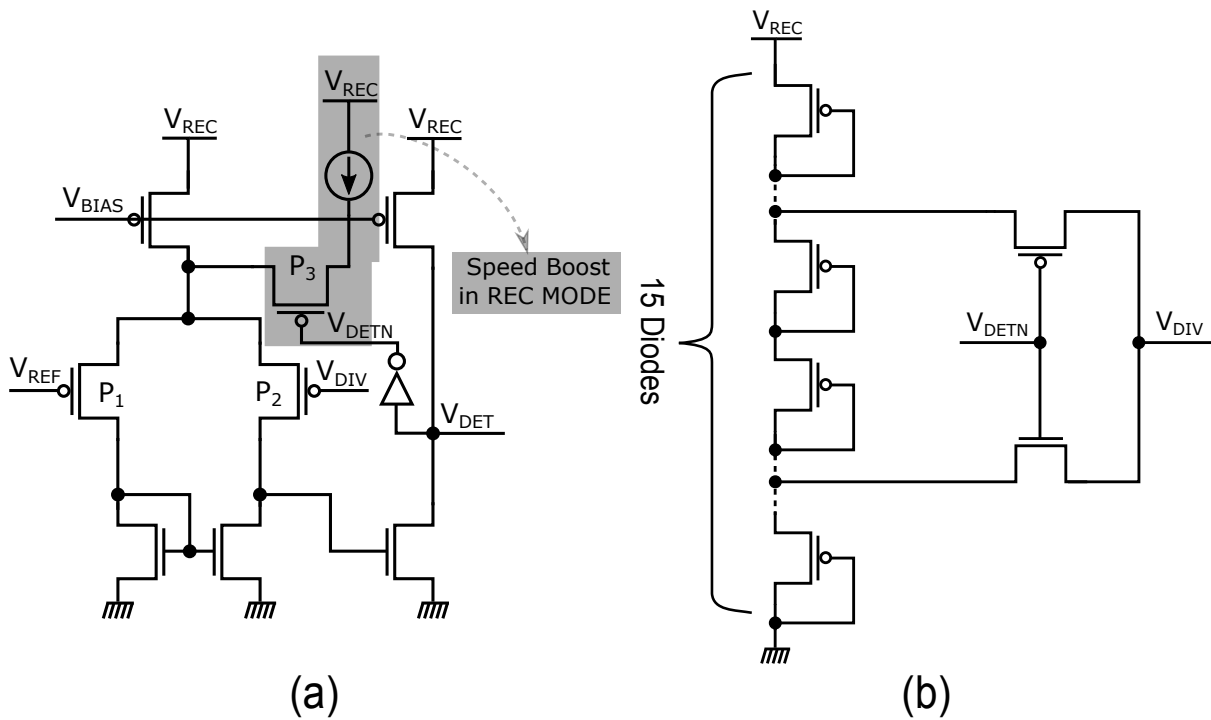 V_REC
V_REC
V_REC
V_REC
V_BIAS
P_3
Speed Boost
in REC MODE
V_DETN
V_REF
P_1
P_2
V_DIV
V_DET
15 Diodes
V_DETN
V_DIV
(a)
(b)